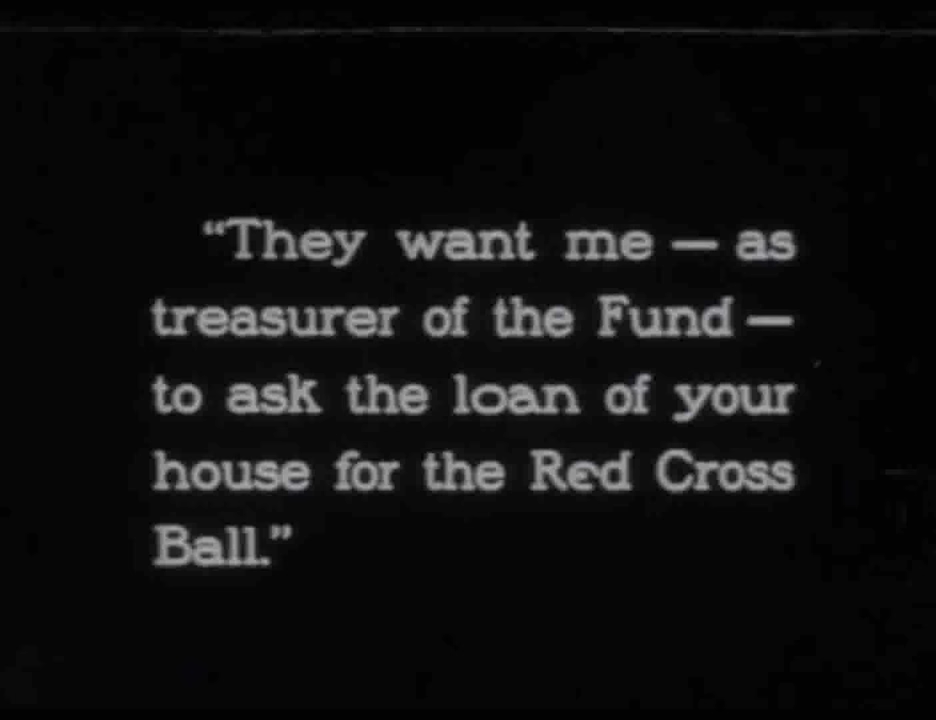 “They want me — as
treasurer of the Fund —
to ask the loan of your
house for the Red Cross
Ball.”